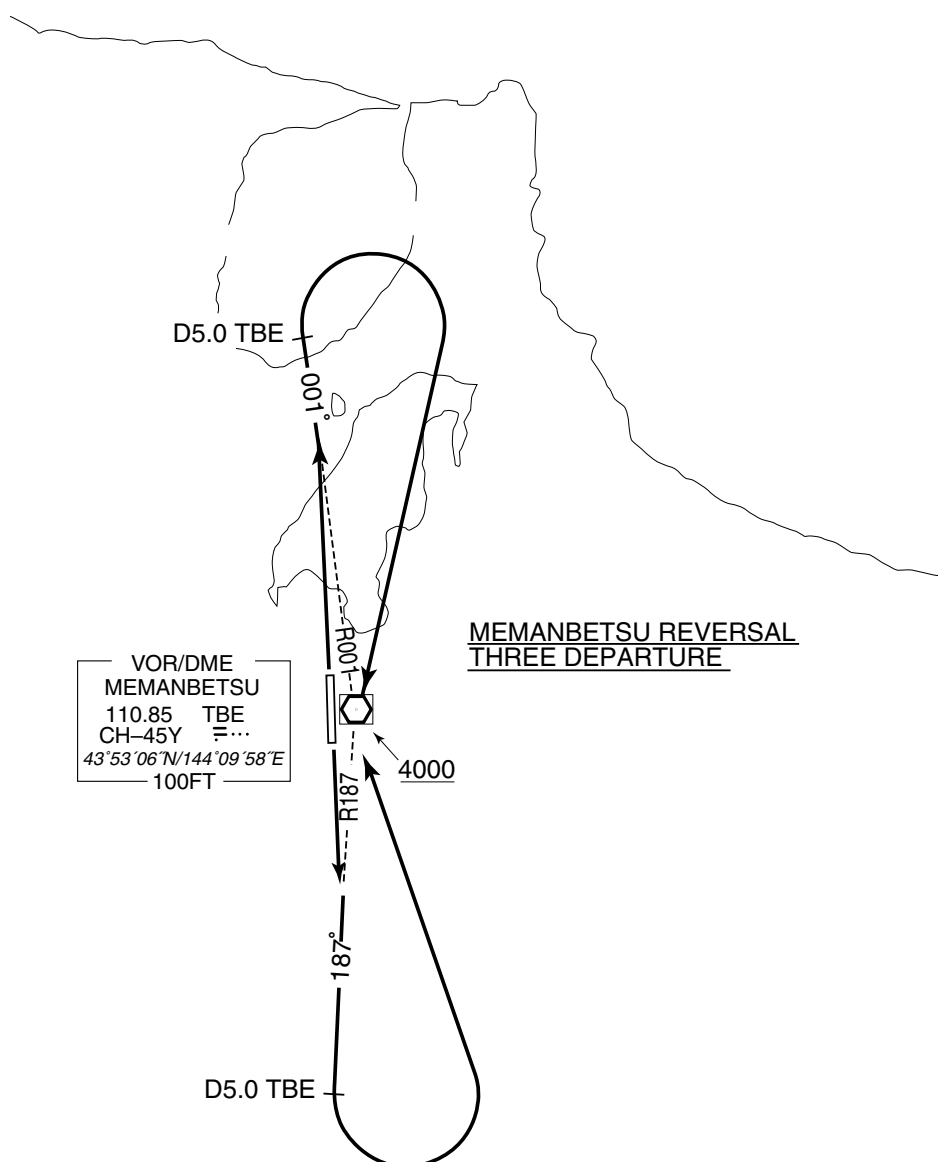 D5.0 TBE
001°
R001
MEMANBETSU REVERSAL
THREE DEPARTURE
VOR/DME
MEMANBETSU
110.85 TBE
CH–45Y
43°53′06″N/144°09′58″E
100FT
4000
R187
187°
D5.0 TBE